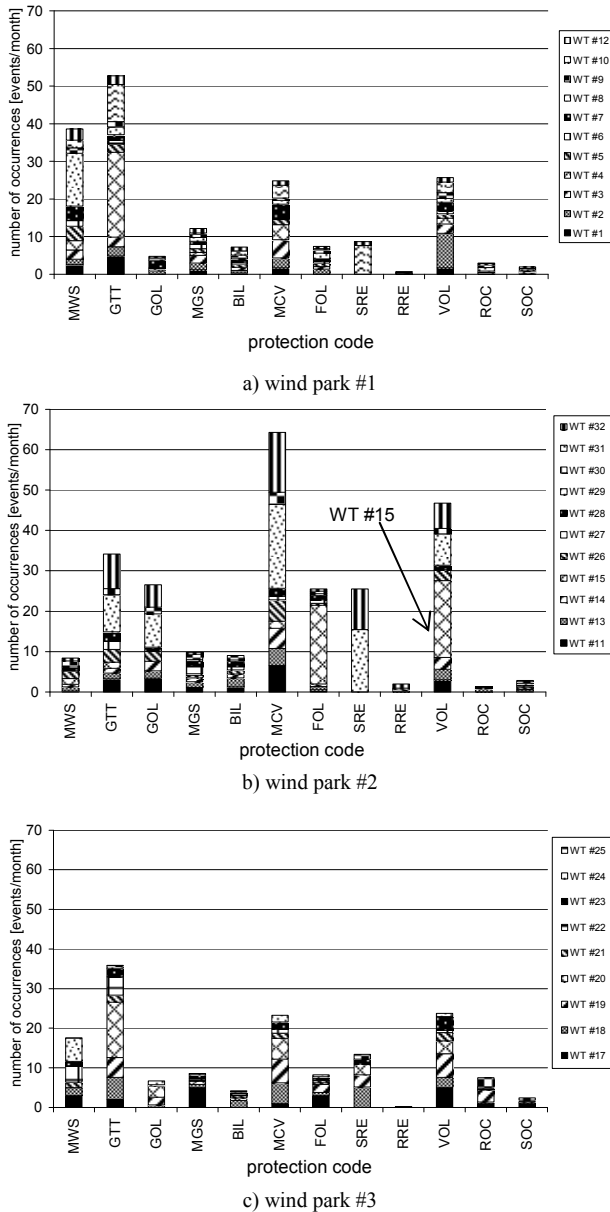 number of occurrences [events/month]
70
60
50
40
30
20
10
0
MWS
GTT
GOL
MGS
BIL
MCV
FOL
SRE
RRE
VOL
ROC
SOC
protection code
WT #12
WT #10
WT #9
WT #8
WT #7
WT #6
WT #5
WT #4
WT #3
WT #2
WT #1
a) wind park #1
number of occurrences [events/month]
70
60
50
40
30
20
10
0
WT #15
MWS
GTT
GOL
MGS
BIL
MCV
FOL
SRE
RRE
VOL
ROC
SOC
protection code
WT #32
WT #31
WT #30
WT #29
WT #28
WT #27
WT #26
WT #15
WT #14
WT #13
WT #11
b) wind park #2
number of occurrences [events/month]
70
60
50
40
30
20
10
0
MWS
GTT
GOL
MGS
BIL
MCV
FOL
SRE
RRE
VOL
ROC
SOC
protection code
WT #25
WT #24
WT #23
WT #22
WT #21
WT #20
WT #19
WT #18
WT #17
c) wind park #3